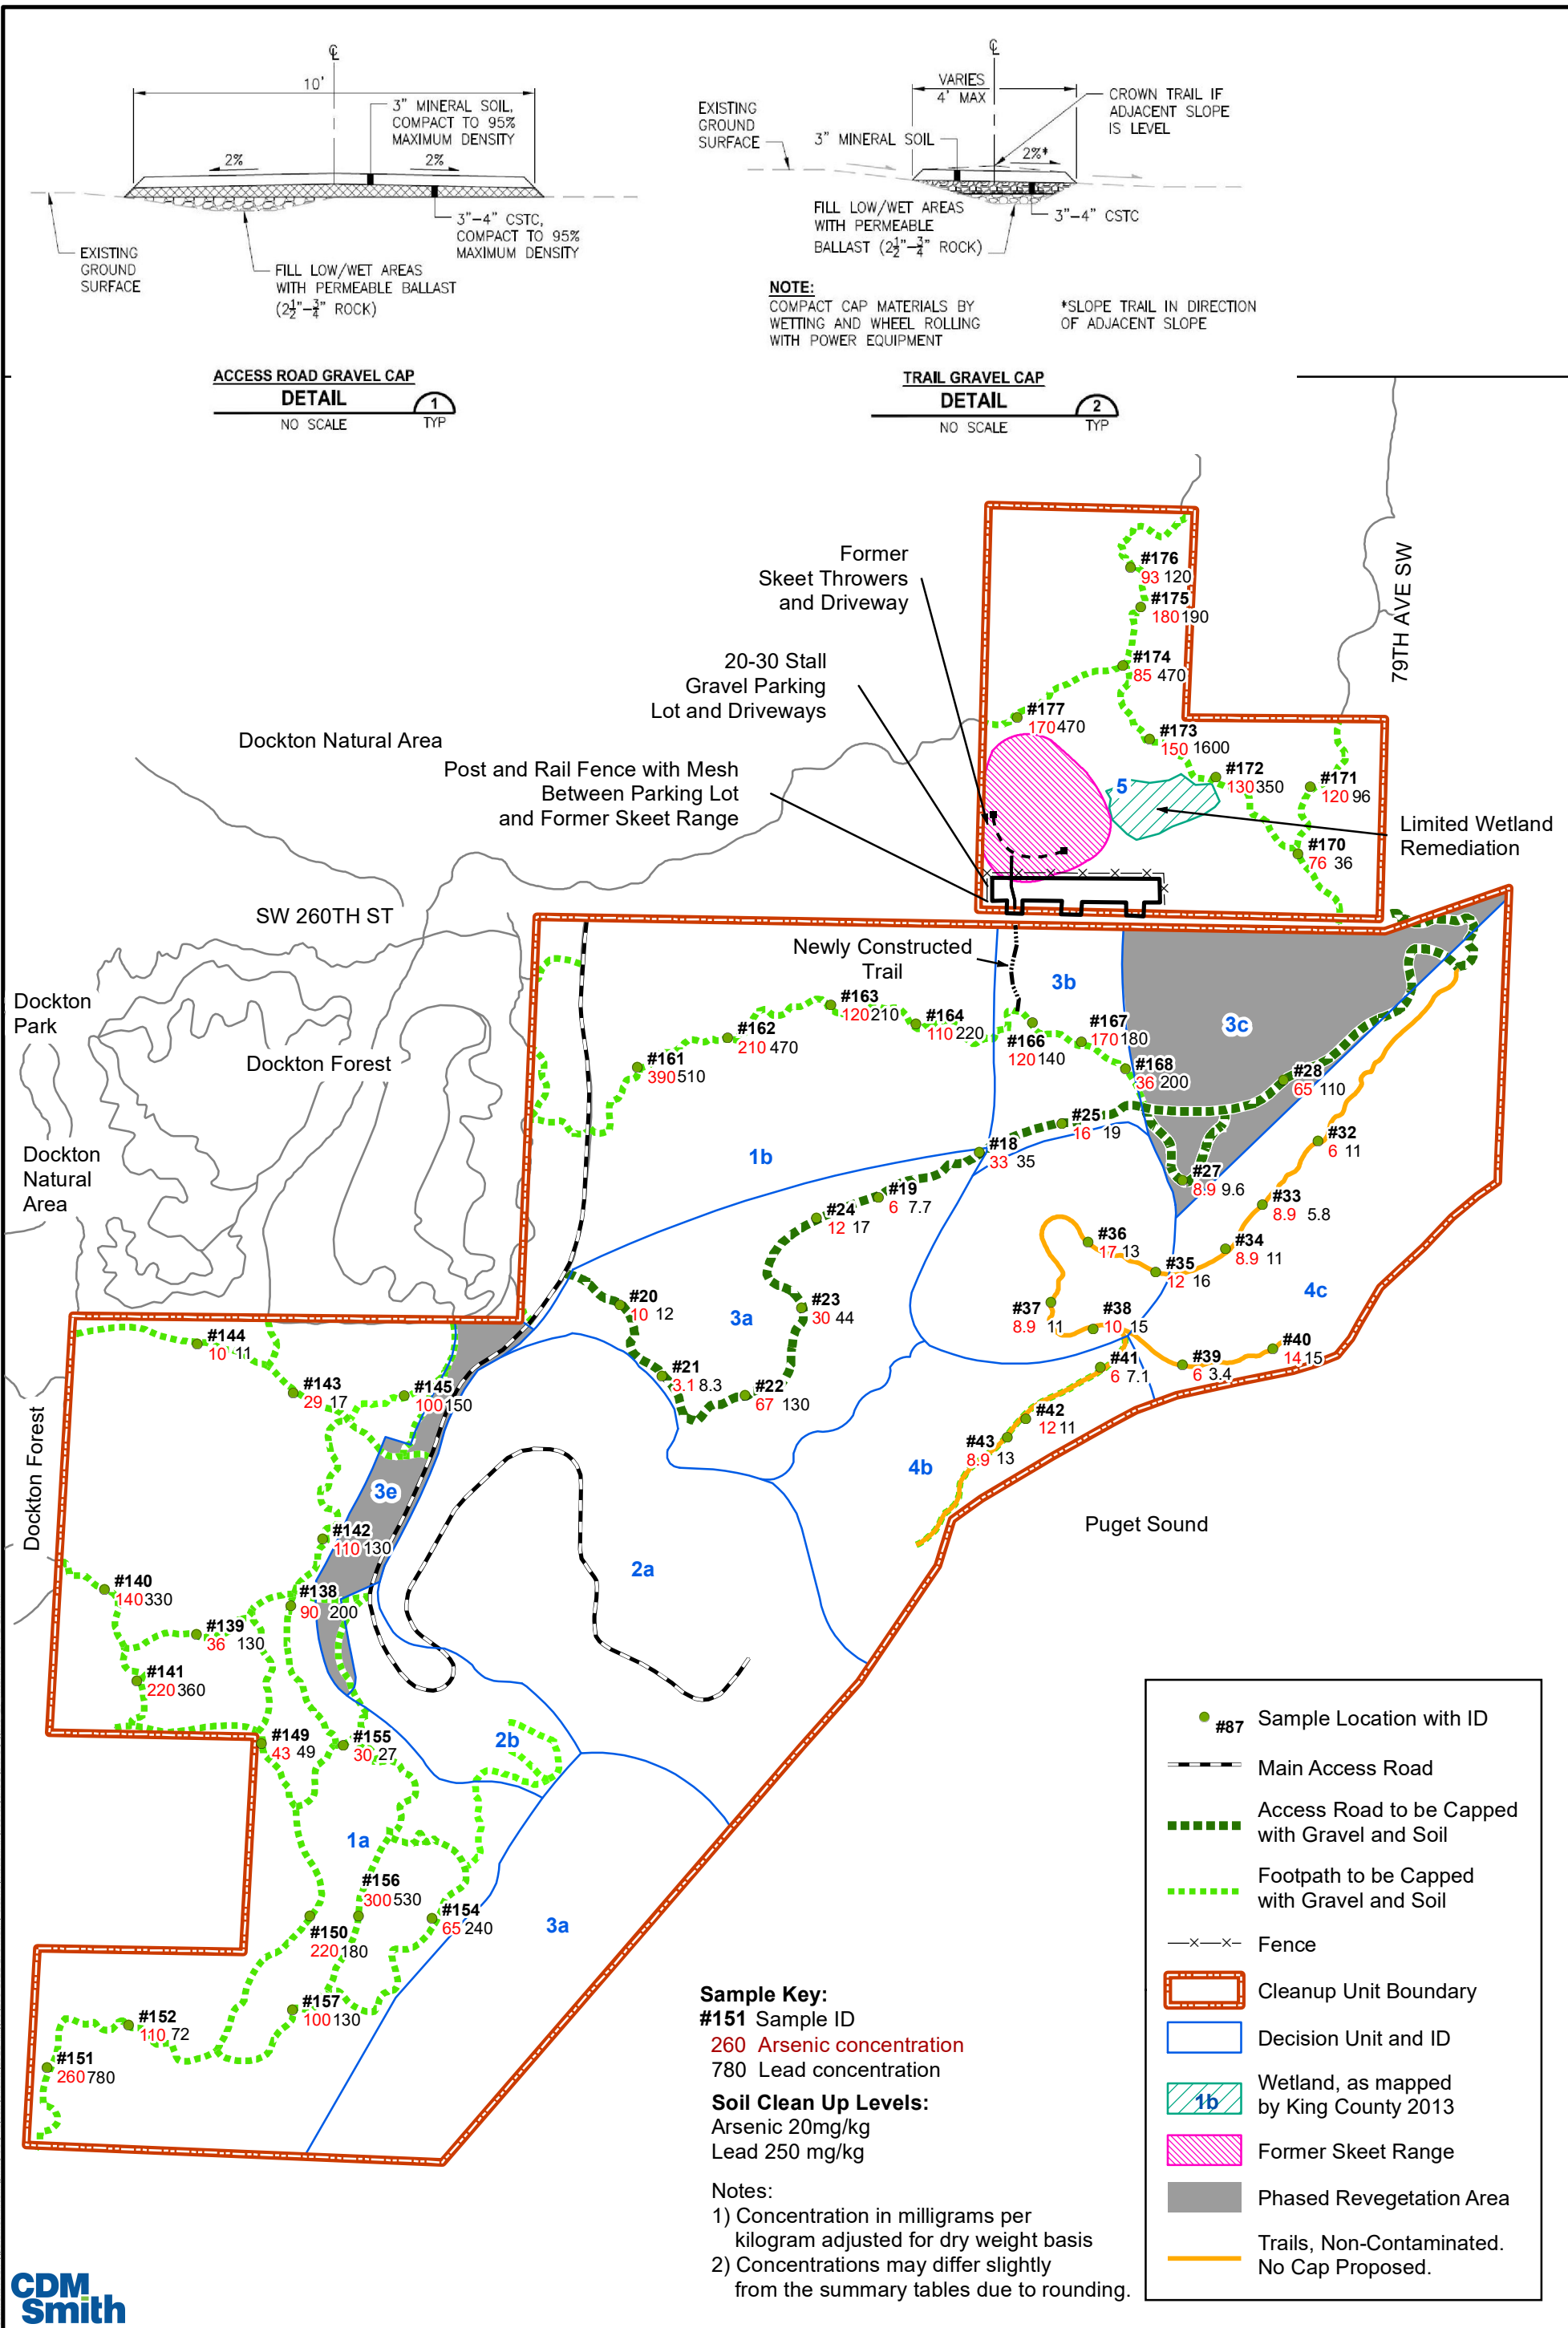 ℄
10'
3" MINERAL SOIL,
COMPACT TO 95%
MAXIMUM DENSITY
2%
2%
EXISTING
GROUND
SURFACE
3"-4" CSTC,
COMPACT TO 95%
MAXIMUM DENSITY
FILL LOW/WET AREAS
WITH PERMEABLE BALLAST
(2½"-¾" ROCK)
ACCESS ROAD GRAVEL CAP
DETAIL 1
NO SCALE TYP
℄
VARIES
4' MAX
CROWN TRAIL IF
ADJACENT SLOPE
IS LEVEL
EXISTING
GROUND
SURFACE
3" MINERAL SOIL
2%*
FILL LOW/WET AREAS
WITH PERMEABLE
BALLAST (2½"-¾" ROCK)
3"-4" CSTC
NOTE:
COMPACT CAP MATERIALS BY
WETTING AND WHEEL ROLLING
WITH POWER EQUIPMENT
*SLOPE TRAIL IN DIRECTION
OF ADJACENT SLOPE
TRAIL GRAVEL CAP
DETAIL 2
NO SCALE TYP
Former
Skeet Throwers
and Driveway
20-30 Stall
Gravel Parking
Lot and Driveways
Dockton Natural Area
Post and Rail Fence with Mesh
Between Parking Lot
and Former Skeet Range
79TH AVE SW
#176
93 120
#175
180 190
#174
85 470
#177
170 470
#173
150 1600
#172
130 350
#171
120 96
5
#170
76 36
Limited Wetland
Remediation
SW 260TH ST
Newly Constructed
Trail
Dockton
Park
Dockton Forest
Dockton
Natural
Area
3b
3c
#163
120 210
#164
110 220
#162
210 470
#161
390 510
#166
120 140
#167
170 180
#168
36 200
#28
65 110
#25
16 19
#32
6 11
1b
#18
33 35
#27
8.9 9.6
#19
6 7.7
#24
12 17
#33
8.9 5.8
#36
17 13
#34
8.9 11
#35
12 16
4c
#20
10 12
3a
#23
30 44
#37
8.9 11
#38
10 15
#144
10 11
#40
14 15
#39
6 3.4
#41
6 7.1
#21
3.1 8.3
#22
67 130
#143
29 17
#145
100 150
#42
12 11
#43
8.9 13
4b
Dockton Forest
3e
Puget Sound
#142
110 130
2a
#140
140 330
#138
90 200
#139
36 130
#141
220 360
#149
43 49
#155
30 27
2b
1a
#156
300 530
#154
65 240
3a
#150
220 180
#157
100 130
#152
110 72
#151
260 780
Sample Key:
#151 Sample ID
260 Arsenic concentration
780 Lead concentration
Soil Clean Up Levels:
Arsenic 20mg/kg
Lead 250 mg/kg
Notes:
1) Concentration in milligrams per
kilogram adjusted for dry weight basis
2) Concentrations may differ slightly
from the summary tables due to rounding.
#87 Sample Location with ID
Main Access Road
Access Road to be Capped
with Gravel and Soil
Footpath to be Capped
with Gravel and Soil
Fence
Cleanup Unit Boundary
Decision Unit and ID
1b Wetland, as mapped
by King County 2013
Former Skeet Range
Phased Revegetation Area
Trails, Non-Contaminated.
No Cap Proposed.
CDM
Smith